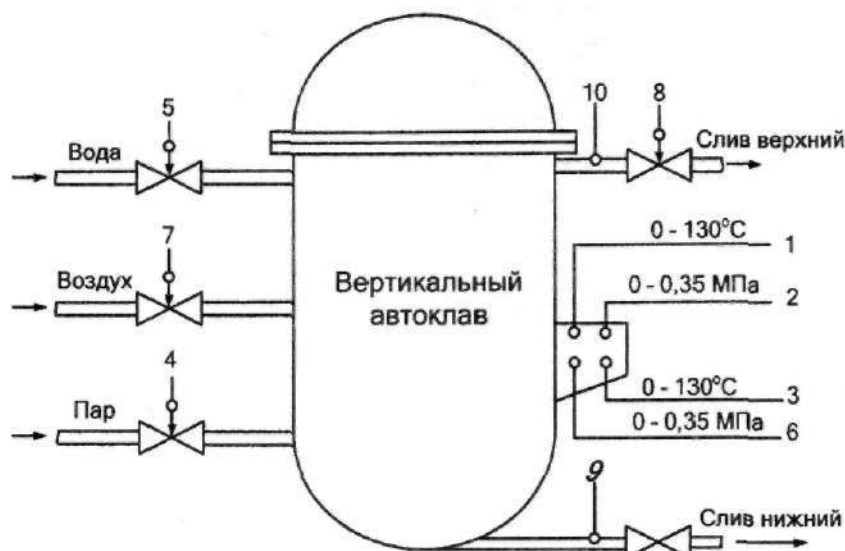 10
8
5
Слив верхний
Вода
0 - 130°C
1
7
Воздух
Вертикальный
автоклав
0 - 0,35 МПа
2
4
0 - 130°C
3
Пар
0 - 0,35 МПа
6
9
Слив нижний